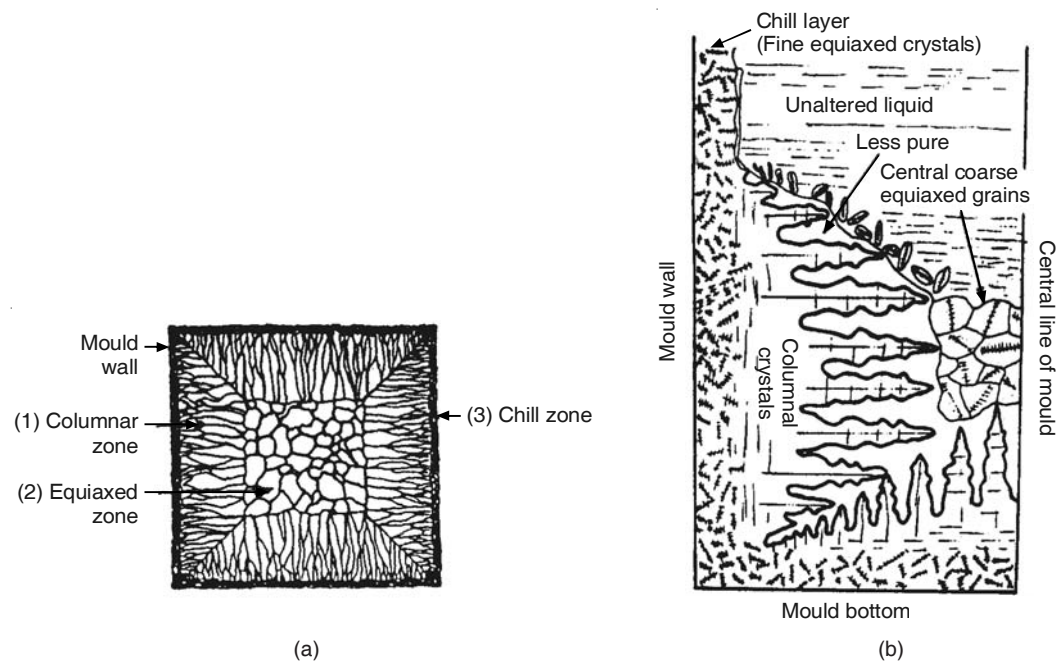 Mould
wall
(1) Columnar
zone
(2) Equiaxed
zone
(3) Chill zone
(a)
Chill layer
(Fine equiaxed crystals)
Unaltered liquid
Less pure
Central coarse
equiaxed grains
Mould wall
Columnal
crystals
Central line of mould
Mould bottom
(b)